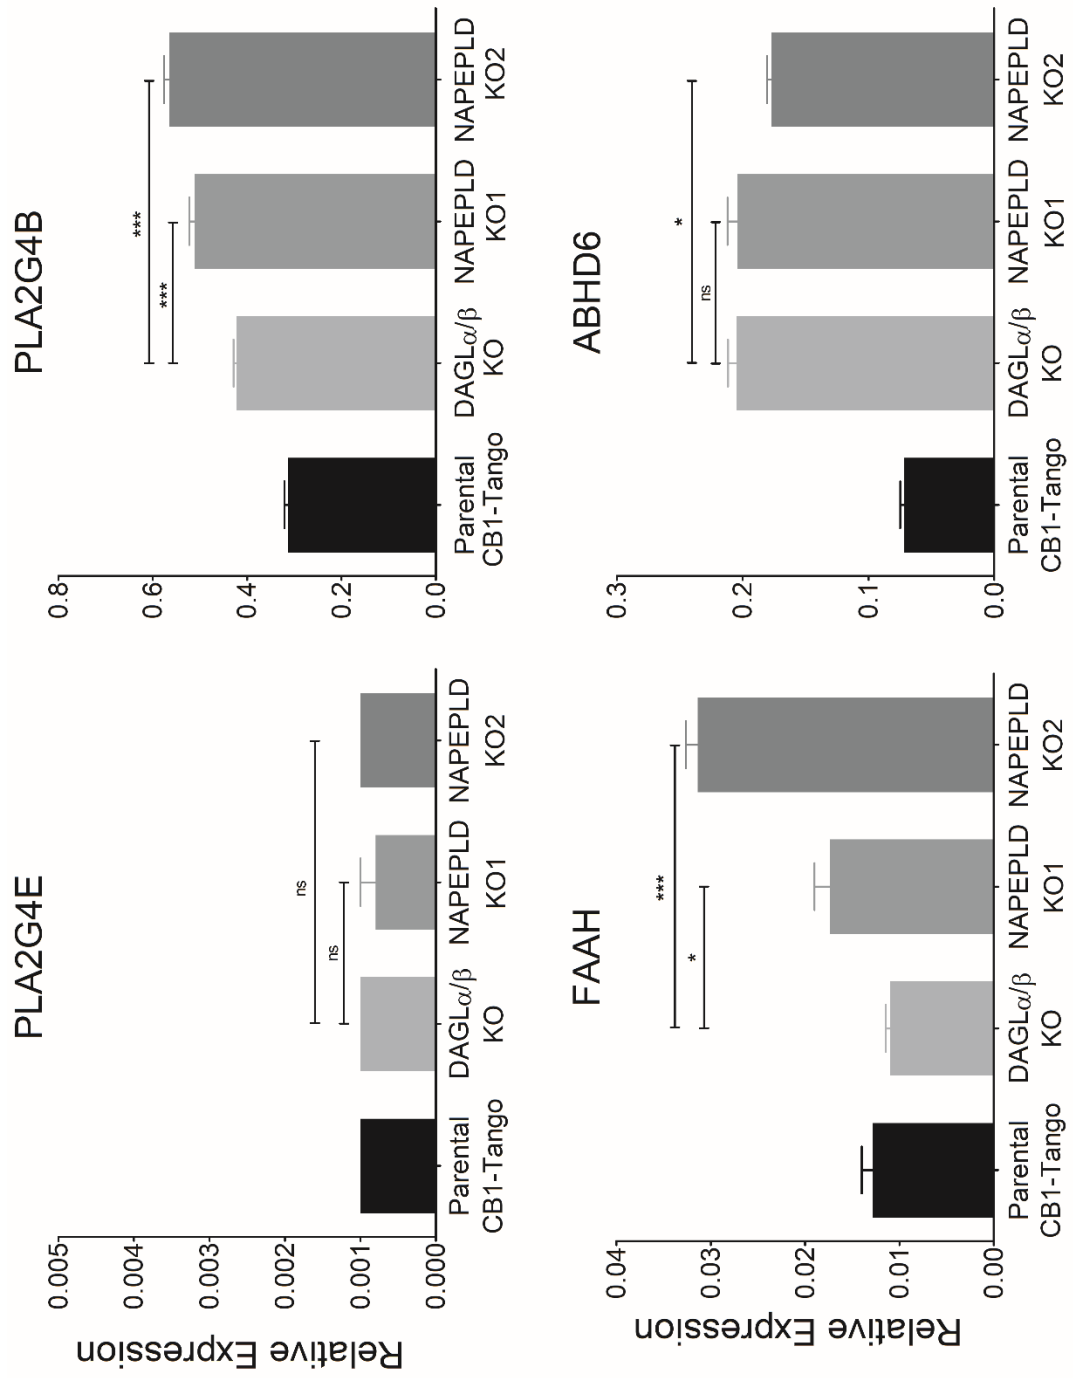 PLA2G4E
Relative Expression
0.005
0.004
0.003
0.002
0.001
0.000
ns
ns
Parental
CB1-Tango
DAGLα/β
KO
NAPEPLD
KO1
NAPEPLD
KO2
PLA2G4B
0.8
0.6
0.4
0.2
0.0
***
***
Parental
CB1-Tango
DAGLα/β
KO
NAPEPLD
KO1
NAPEPLD
KO2
FAAH
Relative Expression
0.04
0.03
0.02
0.01
0.00
***
*
Parental
CB1-Tango
DAGLα/β
KO
NAPEPLD
KO1
NAPEPLD
KO2
ABHD6
0.3
0.2
0.1
0.0
*
ns
Parental
CB1-Tango
DAGLα/β
KO
NAPEPLD
KO1
NAPEPLD
KO2